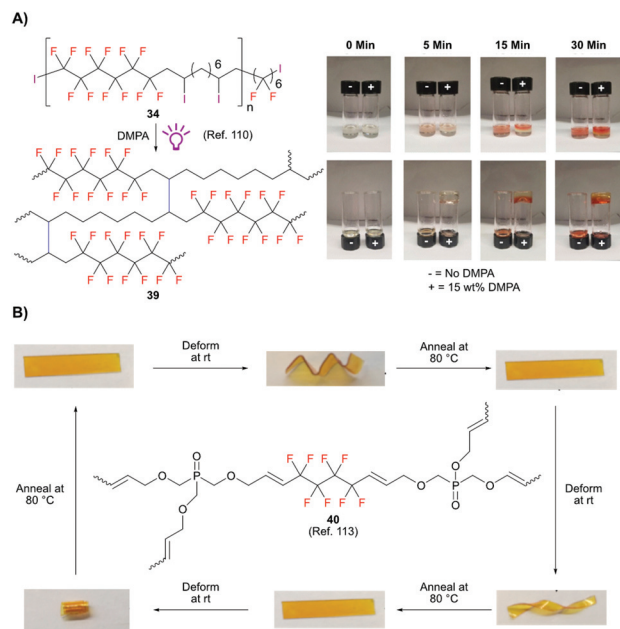 A)
0 Min 5 Min 15 Min 30 Min
F F F F F F
I 6 I
F F F F F F I I n F F 6
34
DMPA (Ref. 110)
- + - + - + - +
F F F F F F
F F F F F F
F F F F F F
F F F F F F
F F F F F F
F F F F F F
39
- + - + - + - +
- = No DMPA
+ = 15 wt% DMPA
B)
Deform
at rt
Anneal at
80 °C
O P O O O
F F F F
F F F F
O O P O O
40
(Ref. 113)
Anneal at
80 °C
Deform
at rt
Deform
at rt
Anneal at
80 °C